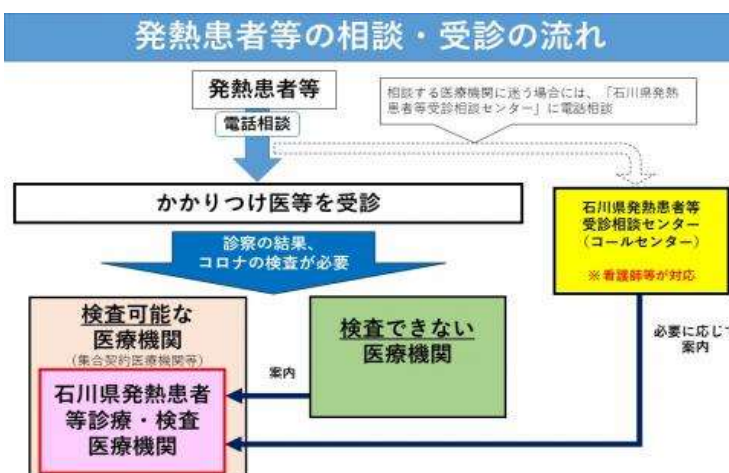 発熱患者等の相談・受診の流れ
発熱患者等
電話相談
相談する医療機関に迷う場合には、「石川県発熱
患者等受診相談センター」に電話相談
かかりつけ医等を受診
石川県発熱患者等
受診相談センター
（コールセンター）
※看護師等が対応
診察の結果、
コロナの検査が必要
検査可能な
医療機関
（集合契約医療機関等）
石川県発熱患者
等診療・検査
医療機関
案内
検査できない
医療機関
必要に応じて
案内